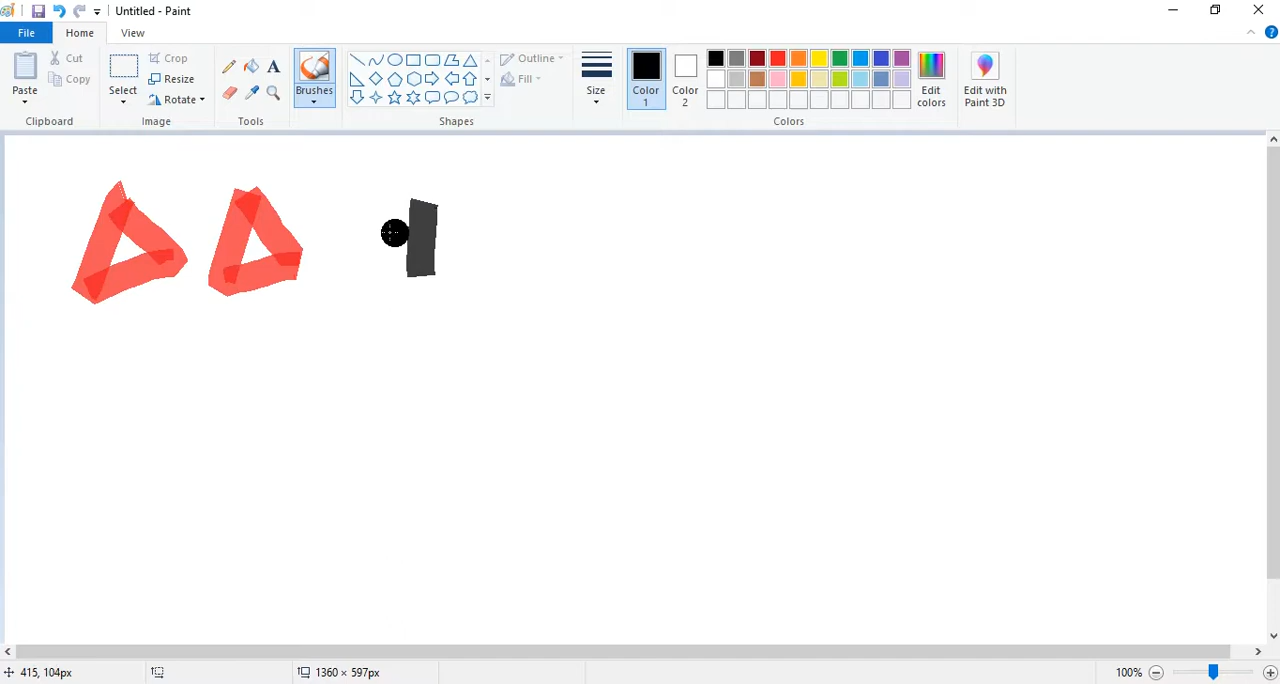 Untitled - Paint
File Home View
Paste Cut Copy Select Crop Resize Rotate A Brushes Outline Fill Size Color 1 Color 2 Edit colors Edit with Paint 3D ?
Clipboard Image Tools Shapes Colors
415, 104px 1360 × 597px 100%